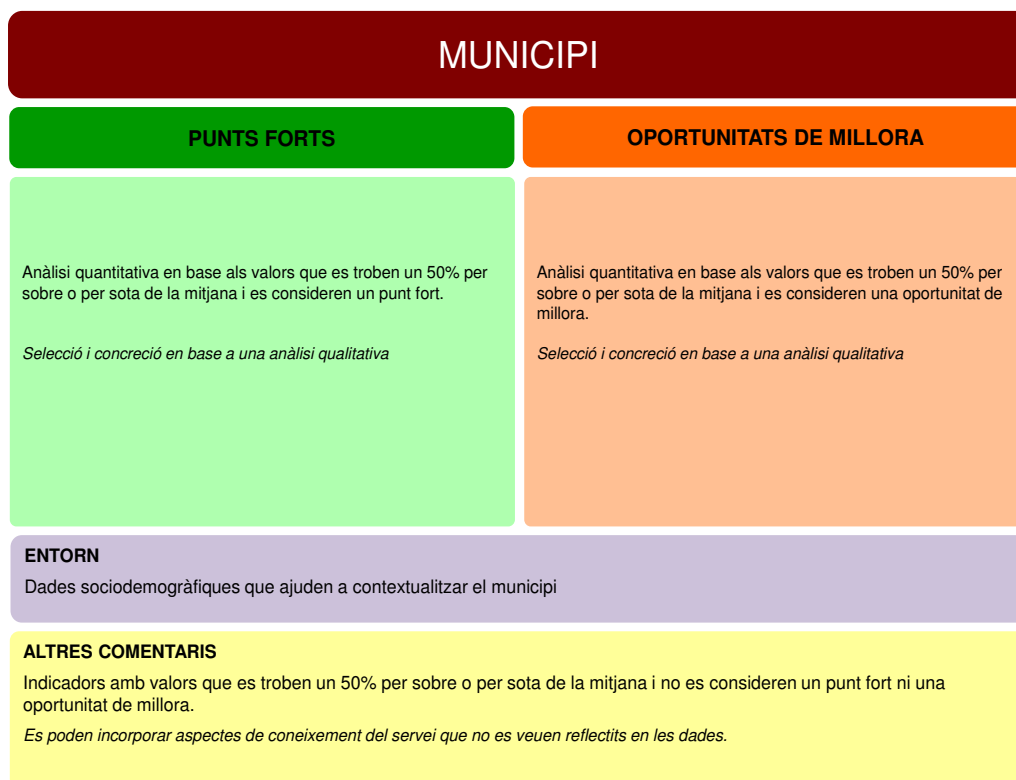 MUNICIPI
PUNTS FORTS
OPORTUNITATS DE MILLORA
Anàlisi quantitativa en base als valors que es troben un 50% per
sobre o per sota de la mitjana i es consideren un punt fort.
Selecció i concreció en base a una anàlisi qualitativa
Anàlisi quantitativa en base als valors que es troben un 50% per
sobre o per sota de la mitjana i es consideren una oportunitat de
millora.
Selecció i concreció en base a una anàlisi qualitativa
ENTORN
Dades sociodemogràfiques que ajuden a contextualitzar el municipi
ALTRES COMENTARIS
Indicadors amb valors que es troben un 50% per sobre o per sota de la mitjana i no es consideren un punt fort ni una
oportunitat de millora.
Es poden incorporar aspectes de coneixement del servei que no es veuen reflectits en les dades.